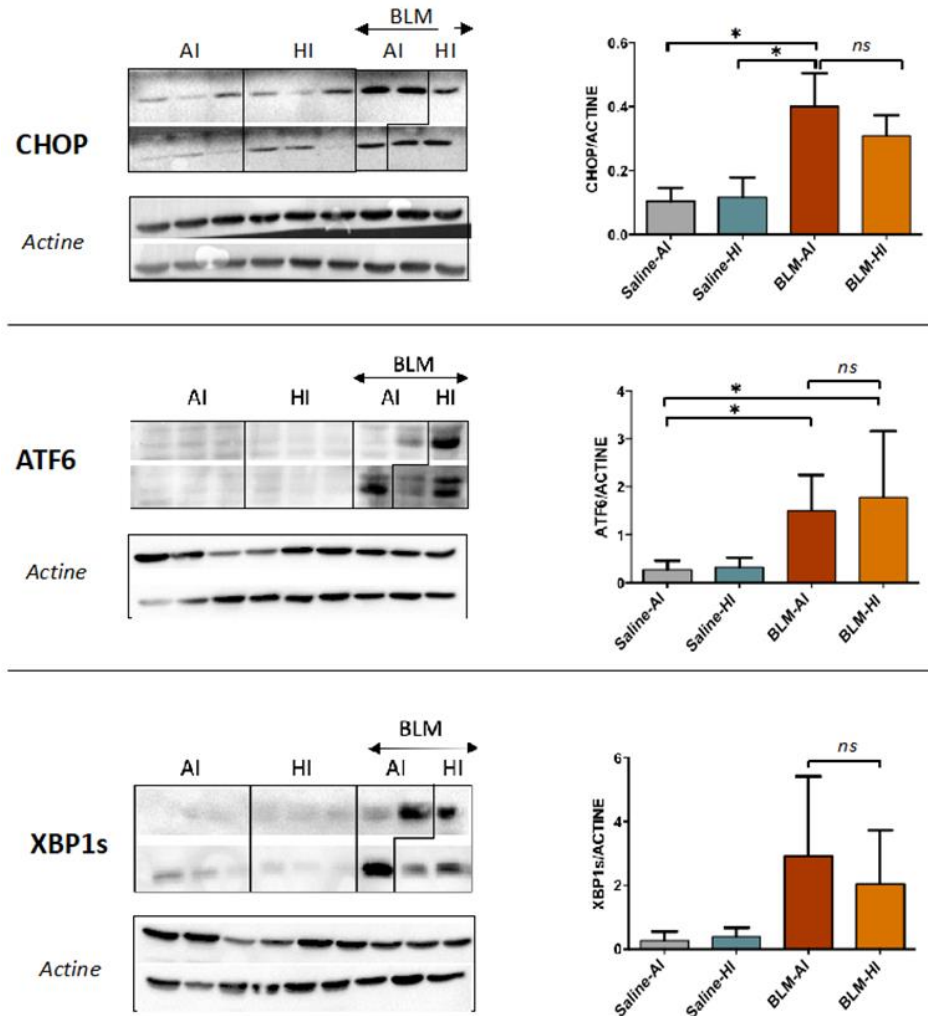 BLM
AI HI AI HI
CHOP
Actine
CHOP/ACTINE
0.6
0.4
0.2
0.0
* * ns
Saline-AI Saline-HI BLM-AI BLM-HI
BLM
AI HI AI HI
ATF6
Actine
ATF6/ACTINE
4
3
2
1
0
ns
*
*
Saline-AI Saline-HI BLM-AI BLM-HI
BLM
AI HI AI HI
XBP1s
Actine
XBP1s/ACTINE
6
4
2
0
ns
Saline-AI Saline-HI BLM-AI BLM-HI